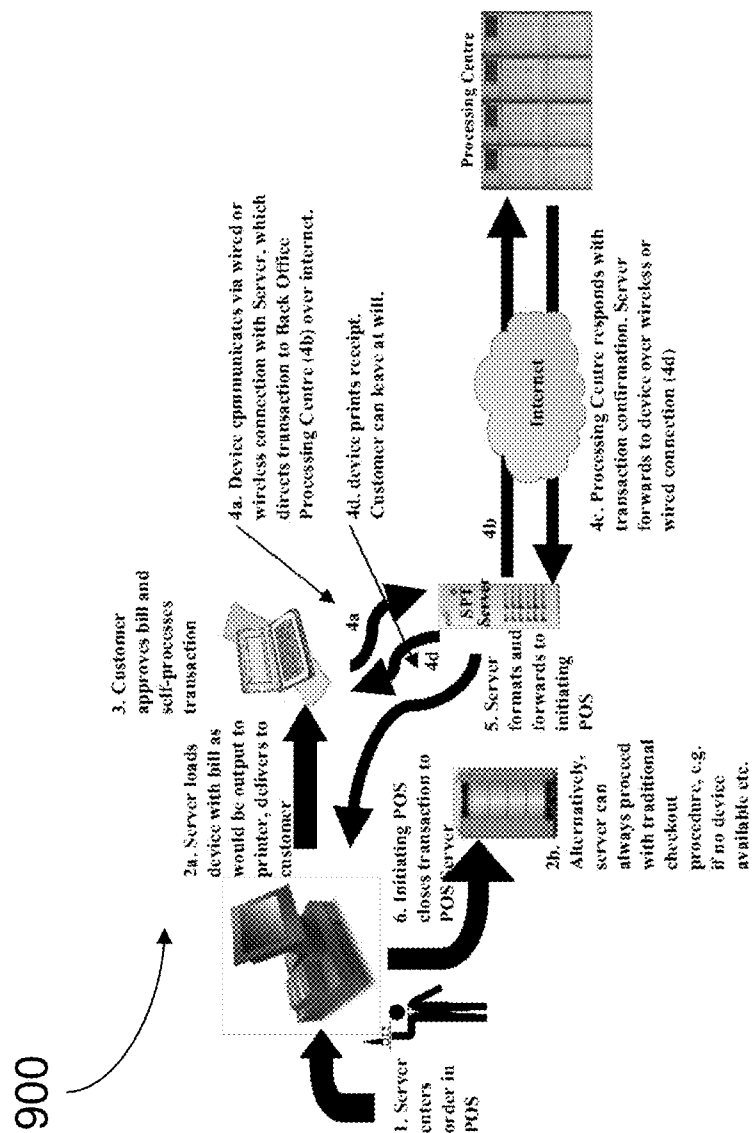 900
1. Server
enters
order in
POS
2a. Server loads
device with bill as
would be output to
printer, delivers to
customer
2b.
Alternatively,
server can
always proceed
with traditional
checkout
procedure, e.g.
if no device
available etc.
3. Customer
approves bill and
self-processes
transaction
4a. Device communicates via wired or
wireless connection with Server, which
directs transaction to Back Office
Processing Centre (4b) over internet.
4d. device prints receipt.
Customer can leave at will.
4a
4d
SPT
Server
4b
Internet
Processing Centre
4c. Processing Centre responds with
transaction confirmation. Server
forwards to device over wireless or
wired connection (4d)
5. Server
formats and
forwards to
initiating
POS
6. Initiating POS
closes transaction to
POS Server